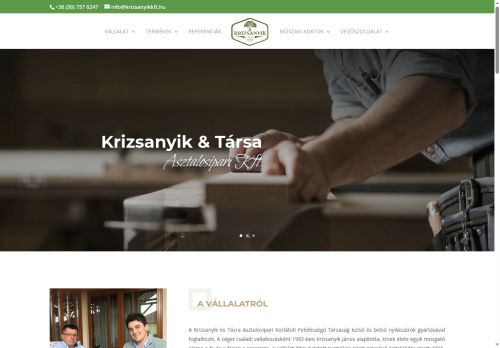 +36 (30) 757 6247 info@krizsanyikkft.hu
VÁLLALAT TERMÉKEK REFERENCIÁK KRIZSANYIK MŰSZAKI ADATOK VEVŐSZOLGÁLAT
Krizsanyik & Társa
Asztalosipari Kft.
A VÁLLALATRÓL
A Krizsanyik és Tásra Asztalosipari Korlátolt Felelősségű Társaság külső és belső nyílászárók gyártásával
foglalkozik. A céget családi vállalkozásként 1992-ben Krizsanyik János alapította, kinek élete egyik mozgató